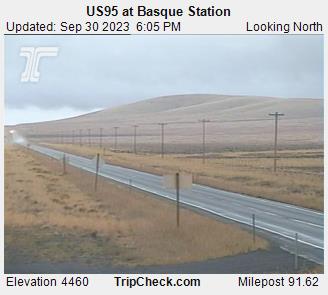 US95 at Basque Station
Updated: Sep 30 2023 6:05 PM Looking North
Elevation 4460 TripCheck.com Milepost 91.62